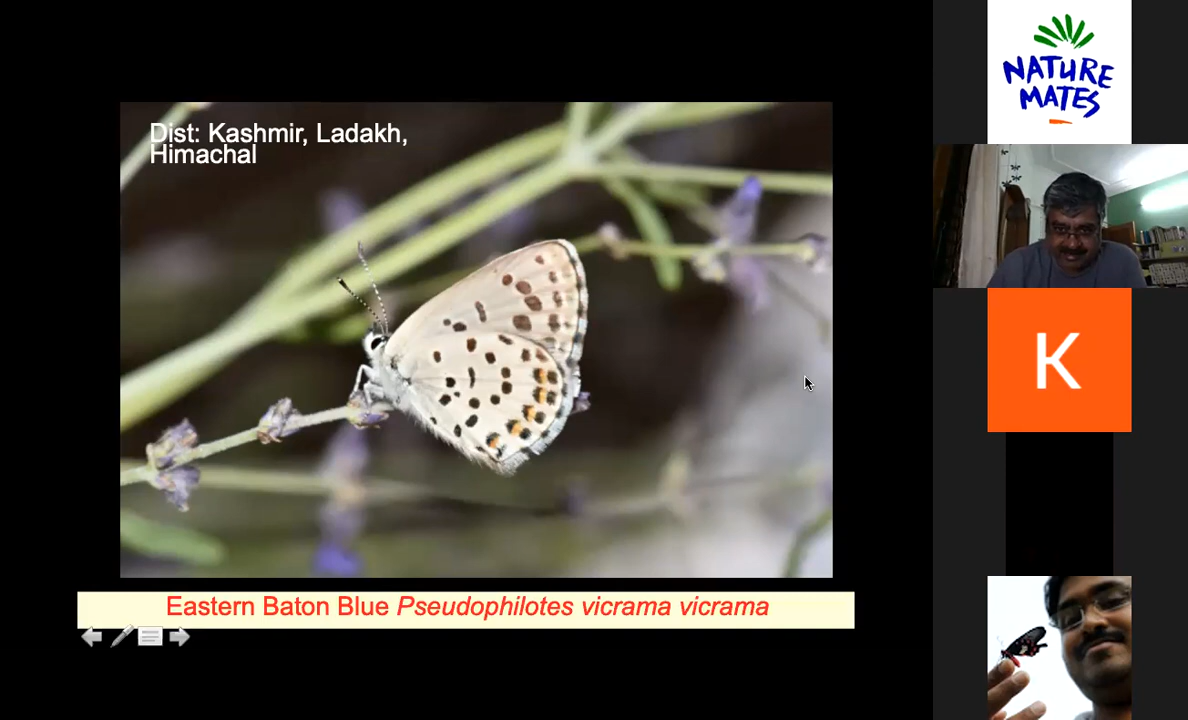 Dist: Kashmir, Ladakh,
Himachal
Eastern Baton Blue Pseudophilotes vicrama vicrama
NATURE
MATES
K